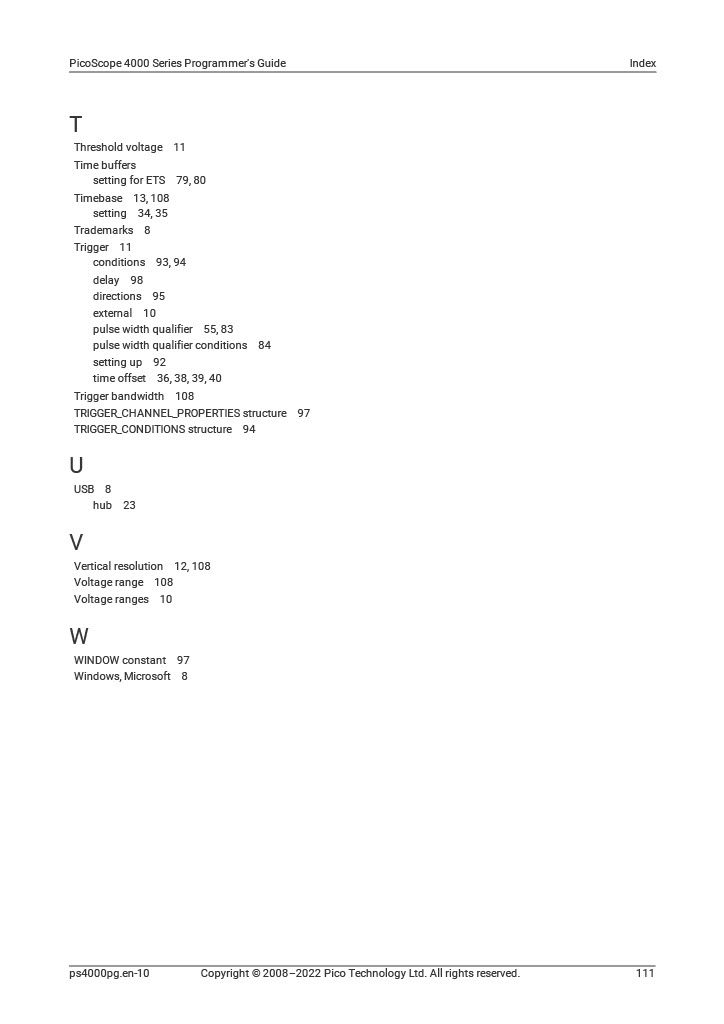 PicoScope 4000 Series Programmer's Guide Index
T
Threshold voltage 11
Time buffers
setting for ETS 79, 80
Timebase 13, 108
setting 34, 35
Trademarks 8
Trigger 11
conditions 93, 94
delay 98
directions 95
external 10
pulse width qualifier 55, 83
pulse width qualifier conditions 84
setting up 92
time offset 36, 38, 39, 40
Trigger bandwidth 108
TRIGGER_CHANNEL_PROPERTIES structure 97
TRIGGER_CONDITIONS structure 94
U
USB 8
hub 23
V
Vertical resolution 12, 108
Voltage range 108
Voltage ranges 10
W
WINDOW constant 97
Windows, Microsoft 8
ps4000pg.en-10 Copyright © 2008–2022 Pico Technology Ltd. All rights reserved. 111